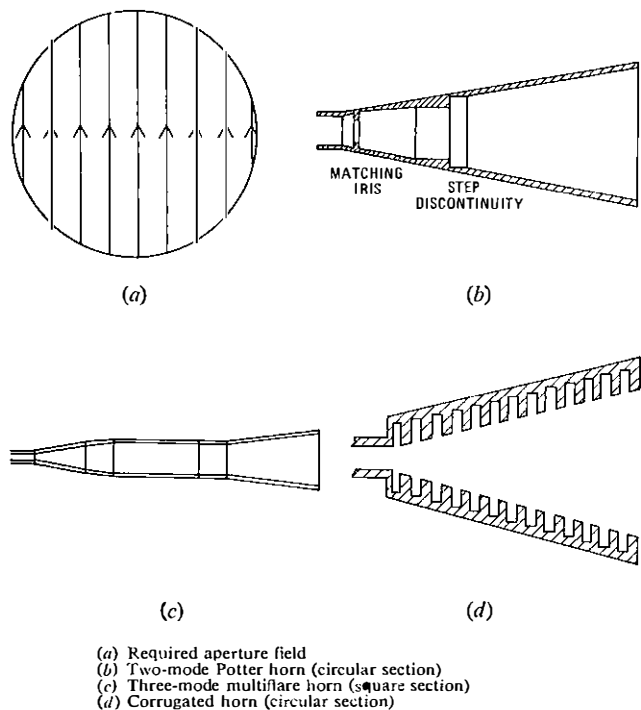 (a)
MATCHING
IRIS
STEP
DISCONTINUITY
(b)
(c)
(d)
(a) Required aperture field
(b) Two-mode Potter horn (circular section)
(c) Three-mode multiflare horn (square section)
(d) Corrugated horn (circular section)